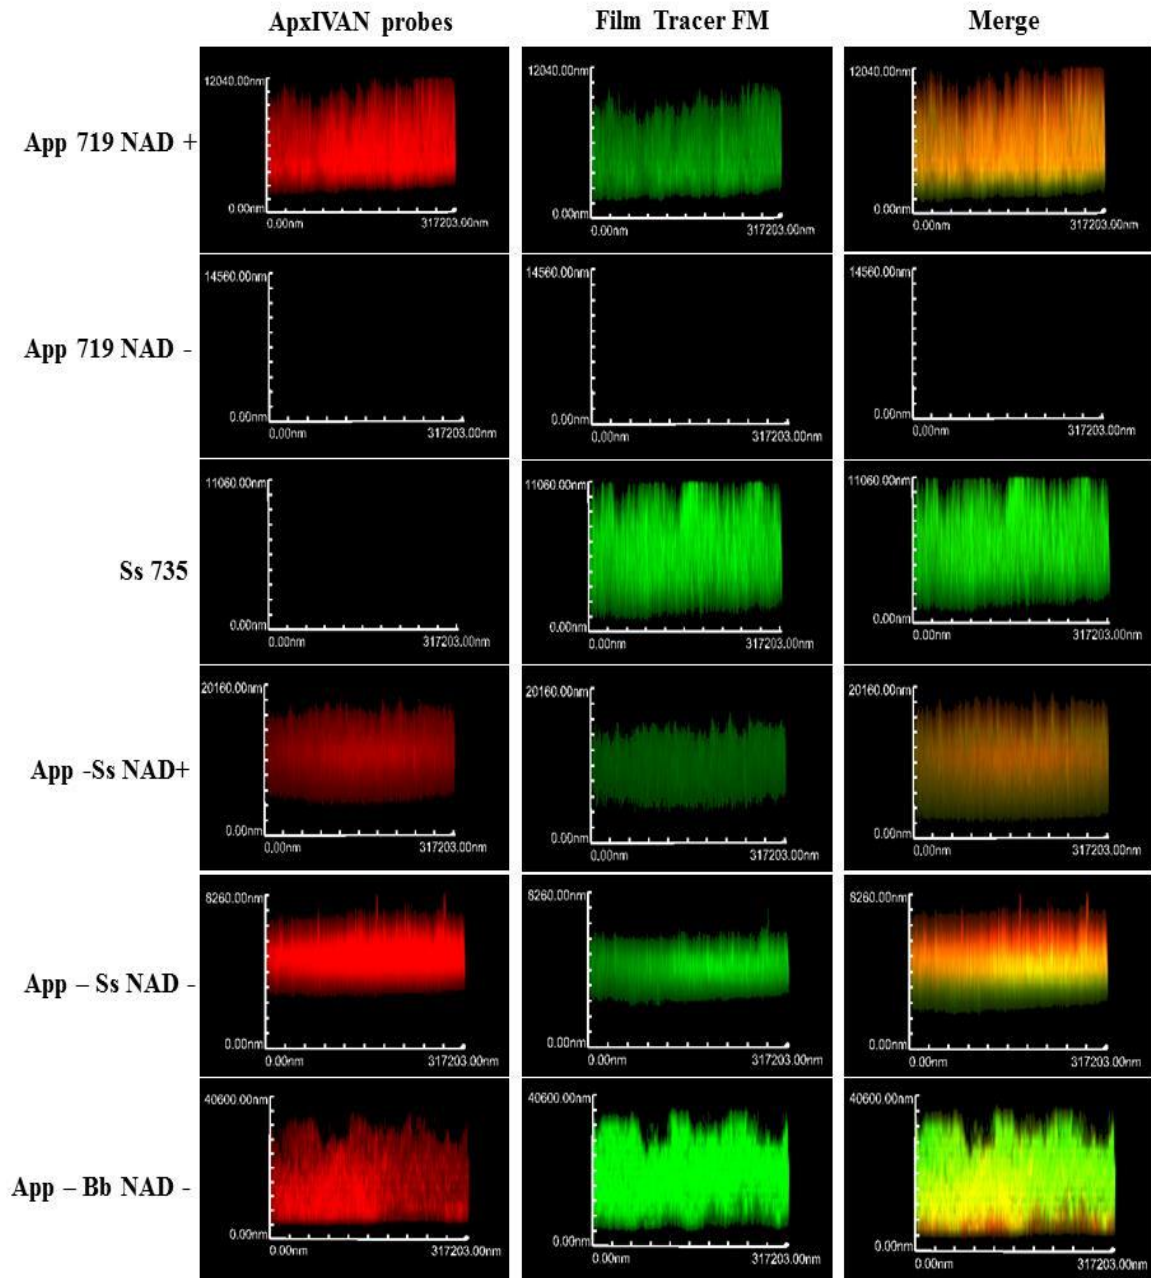 ApxIVAN probes Film Tracer FM Merge
App 719 NAD +
12040.00nm 12040.00nm 12040.00nm
0.00nm 0.00nm 0.00nm
0.00nm 317203.00nm 0.00nm 317203.00nm 0.00nm 317203.00nm
App 719 NAD -
14560.00nm 14560.00nm 14560.00nm
0.00nm 0.00nm 0.00nm
0.00nm 317203.00nm 0.00nm 317203.00nm 0.00nm 317203.00nm
Ss 735
11060.00nm 11060.00nm 11060.00nm
0.00nm 0.00nm 0.00nm
0.00nm 317203.00nm 0.00nm 317203.00nm 0.00nm 317203.00nm
App -Ss NAD+
20160.00nm 20160.00nm 20160.00nm
0.00nm 0.00nm 0.00nm
0.00nm 317203.00nm 0.00nm 317203.00nm 0.00nm 317203.00nm
App – Ss NAD -
6260.00nm 6260.00nm 6260.00nm
0.00nm 0.00nm 0.00nm
0.00nm 317203.00nm 0.00nm 317203.00nm 0.00nm 317203.00nm
App – Bb NAD -
40600.00nm 40600.00nm 40600.00nm
0.00nm 0.00nm 0.00nm
0.00nm 317203.00nm 0.00nm 317203.00nm 0.00nm 317203.00nm